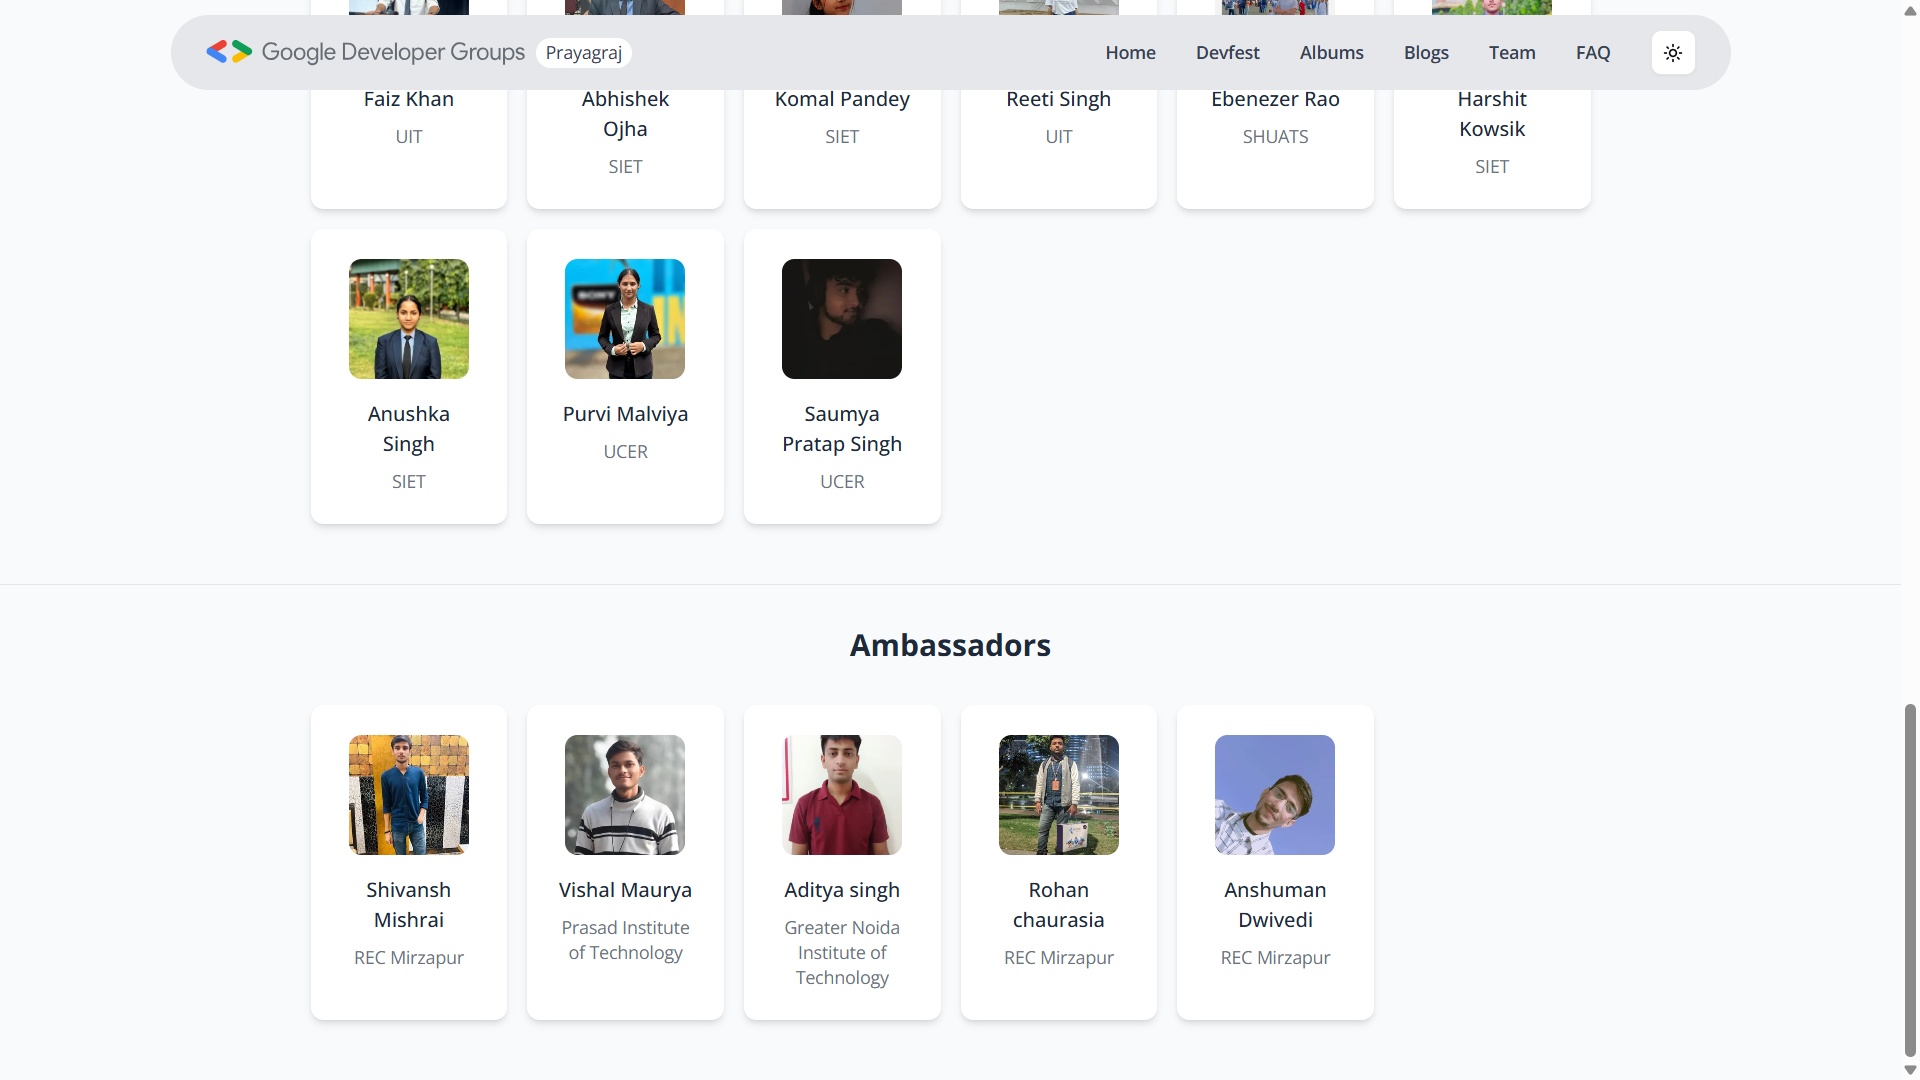 Google Developer Groups Prayagraj
Home Devfest Albums Blogs Team FAQ
Faiz Khan
UIT
Abhishek
Ojha
SIET
Komal Pandey
SIET
Reeti Singh
UIT
Ebenezer Rao
SHUATS
Harshit
Kowsik
SIET
Anushka
Singh
SIET
Purvi Malviya
UCER
Saumya
Pratap Singh
UCER
Ambassadors
Shivansh
Mishrai
REC Mirzapur
Vishal Maurya
Prasad Institute
of Technology
Aditya singh
Greater Noida
Institute of
Technology
Rohan
chaurasia
REC Mirzapur
Anshuman
Dwivedi
REC Mirzapur